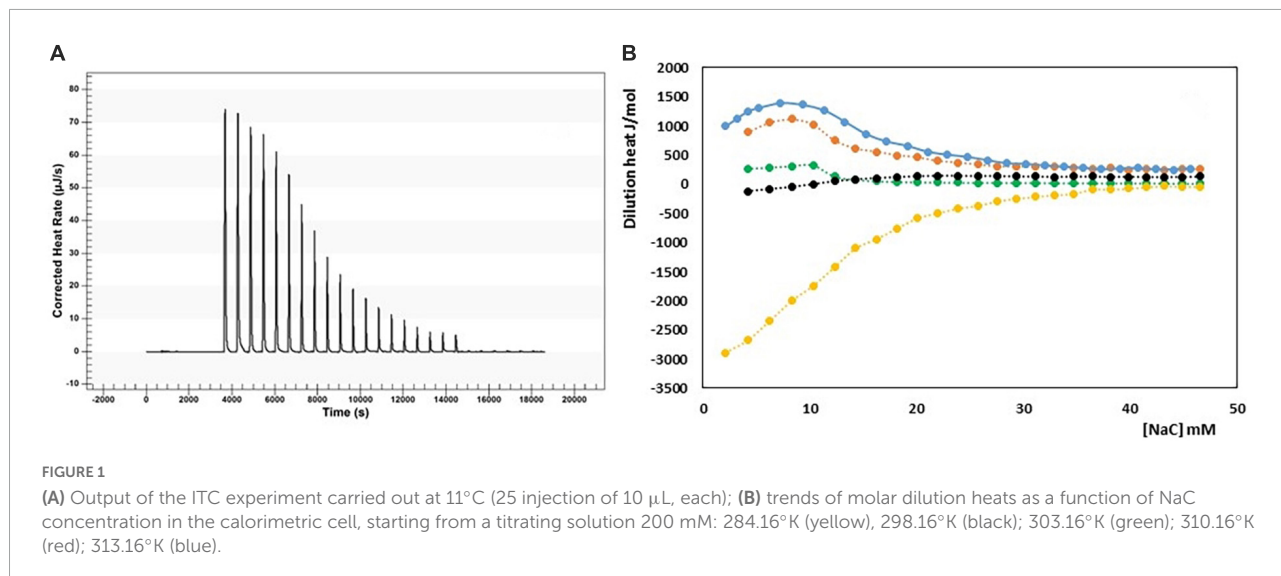 A
80
70
60
50
40
30
20
10
0
-10
Corrected Heat Rate (µJ/s)
-2000 0 2000 4000 6000 8000 10000 12000 14000 16000 18000 20000
Time (s)
B
2000
1500
1000
500
0
-500
-1000
-1500
-2000
-2500
-3000
-3500
Dilution heat J/mol
0 10 20 30 40 50
[NaC] mM
FIGURE 1
(A) Output of the ITC experiment carried out at 11°C (25 injection of 10 µL, each); (B) trends of molar dilution heats as a function of NaC
concentration in the calorimetric cell, starting from a titrating solution 200 mM: 284.16°K (yellow), 298.16°K (black); 303.16°K (green); 310.16°K
(red); 313.16°K (blue).